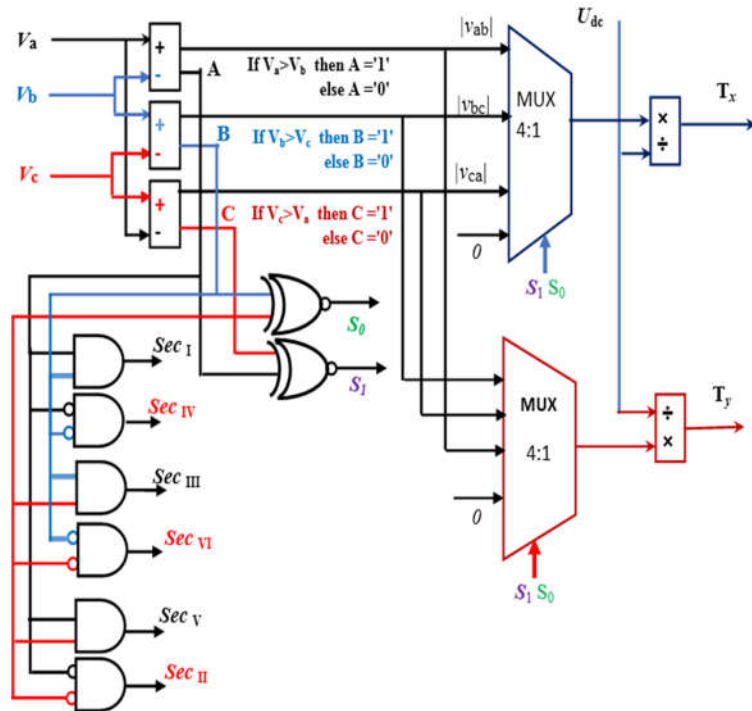 Va
Vb
Vc
+
-
+
-
+
-
A
B
C
If Va>Vb then A ='1'
else A ='0'
If Vb>Vc then B ='1'
else B ='0'
If Vc>Va then C ='1'
else C ='0'
|vab|
|vbc|
|vca|
0
MUX
4:1
S1 S0
Udc
×
÷
Tx
S0
S1
Sec I
Sec IV
Sec III
Sec VI
Sec V
Sec II
MUX
4:1
0
S1 S0
÷
×
Ty